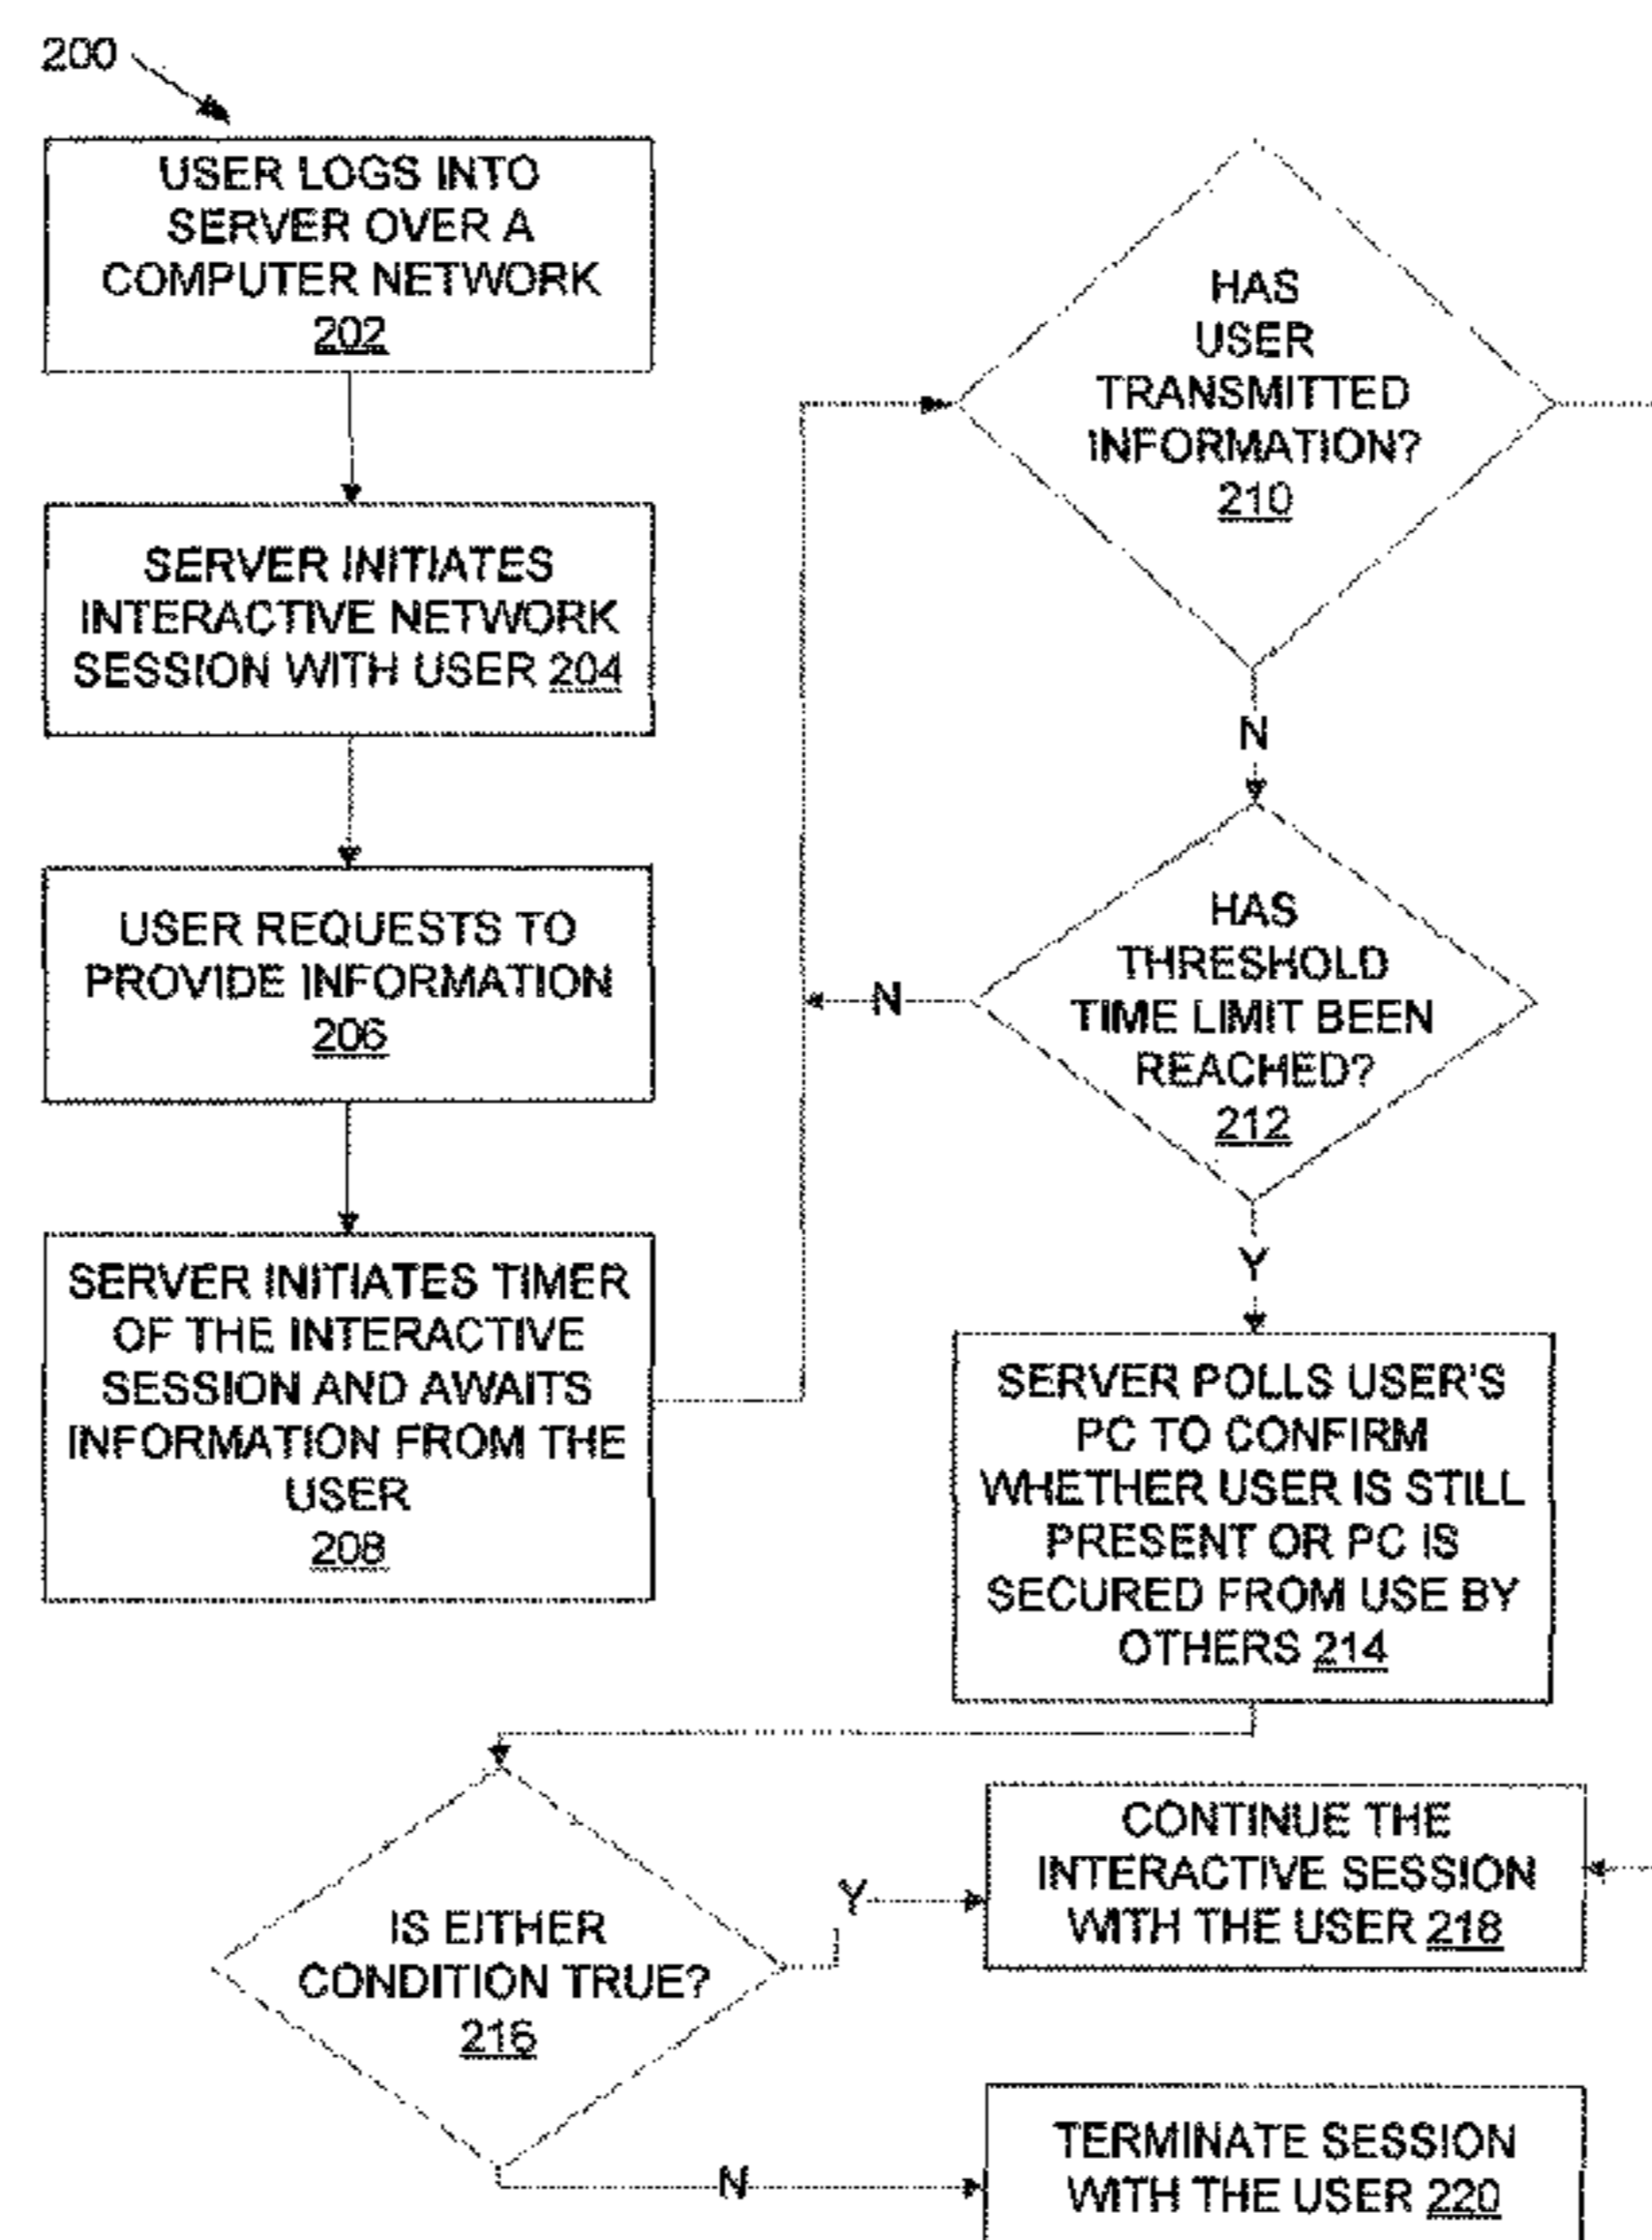 200
USER LOGS INTO
SERVER OVER A
COMPUTER NETWORK
202
SERVER INITIATES
INTERACTIVE NETWORK
SESSION WITH USER 204
USER REQUESTS TO
PROVIDE INFORMATION
206
SERVER INITIATES TIMER
OF THE INTERACTIVE
SESSION AND AWAITS
INFORMATION FROM THE
USER
208
HAS
USER
TRANSMITTED
INFORMATION?
210
N
HAS
THRESHOLD
TIME LIMIT BEEN
REACHED?
212
N
Y
SERVER POLLS USER'S
PC TO CONFIRM
WHETHER USER IS STILL
PRESENT OR PC IS
SECURED FROM USE BY
OTHERS 214
IS EITHER
CONDITION TRUE?
216
Y
CONTINUE THE
INTERACTIVE SESSION
WITH THE USER 218
N
TERMINATE SESSION
WITH THE USER 220